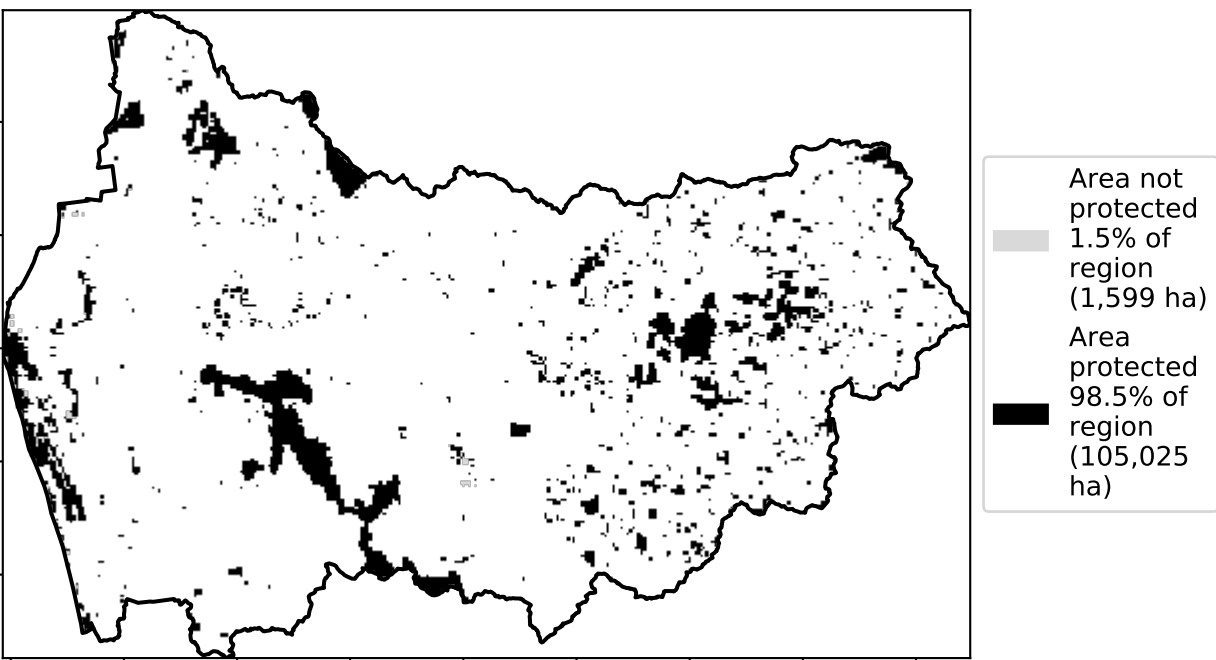 Area not
protected
1.5% of
region
(1,599 ha)
Area
protected
98.5% of
region
(105,025
ha)